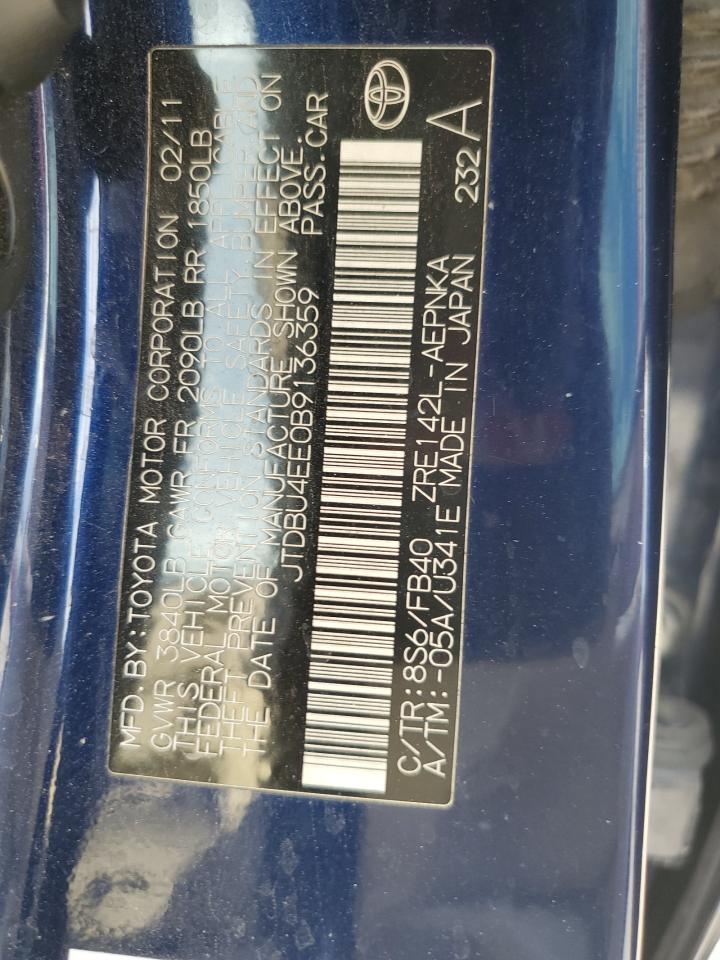 MFD. BY: TOYOTA MOTOR CORPORATION 02/11
GVWR 3840LB GAWR FR 2090LB RR 1850LB
THIS VEHICLE CONFORMS TO ALL APPLICABLE
FEDERAL MOTOR VEHICLE SAFETY, BUMPER, AND
THEFT PREVENTION STANDARDS IN EFFECT ON
THE DATE OF MANUFACTURE SHOWN ABOVE.
JTDBU4EE0B9136359 PASS. CAR
C/TR: 8S6/FB40 ZRE142L-AEPNKA 232
A/TM: -05A/U341E MADE IN JAPAN A